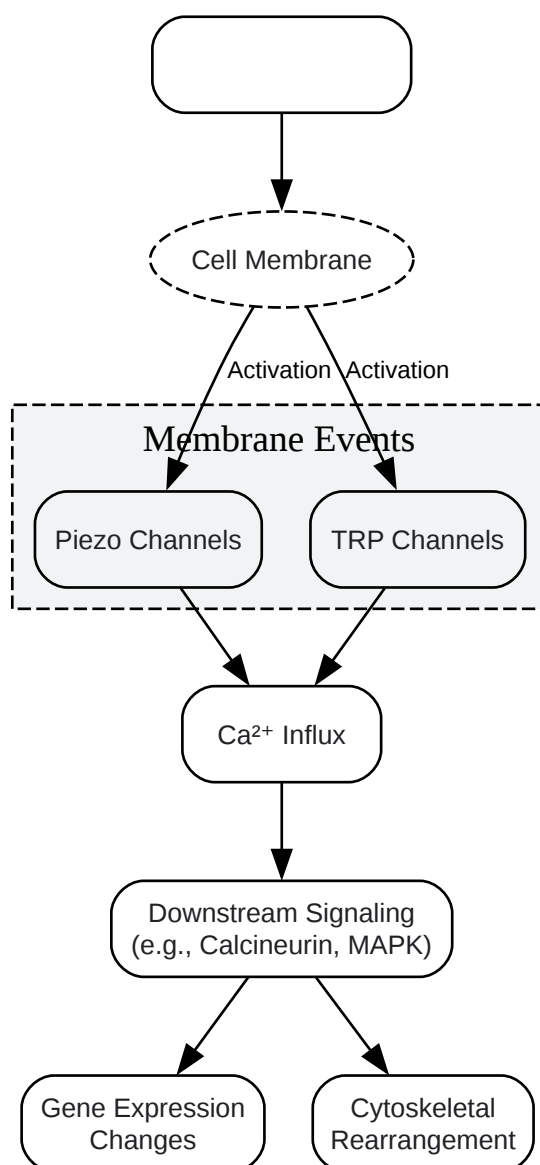 Cell Membrane
Activation
Activation
Membrane Events
Piezo Channels
TRP Channels
Ca²⁺ Influx
Downstream Signaling
(e.g., Calcineurin, MAPK)
Gene Expression
Changes
Cytoskeletal
Rearrangement